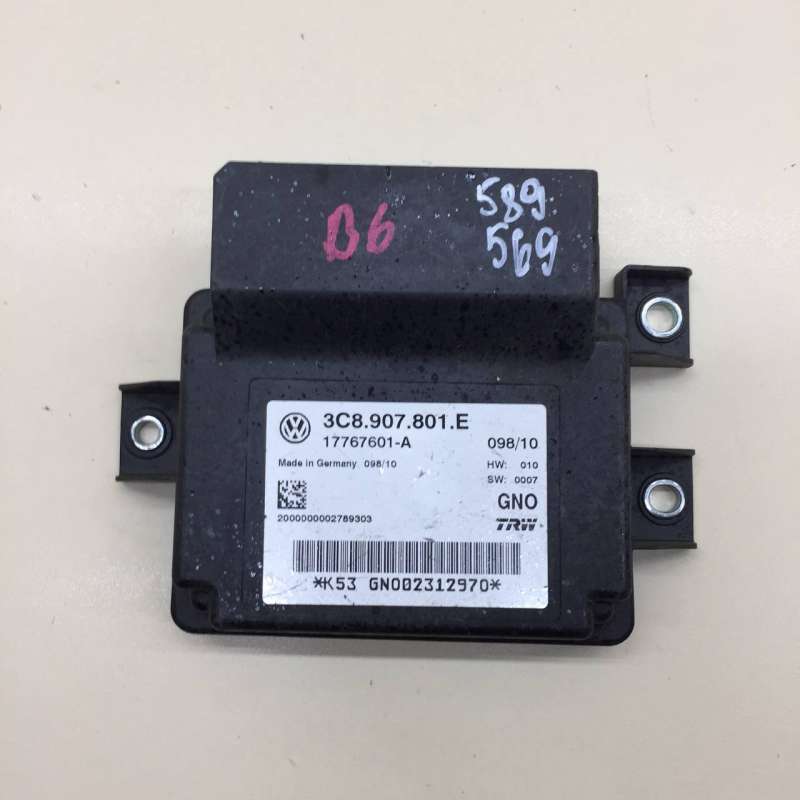 B6
589
569
3C8.907.801.E
17767601-A
098/10
Made in Germany 098/10
HW: 010
SW: 0007
GNO
2000000002789303
TRW
*K53 GNO02312970*